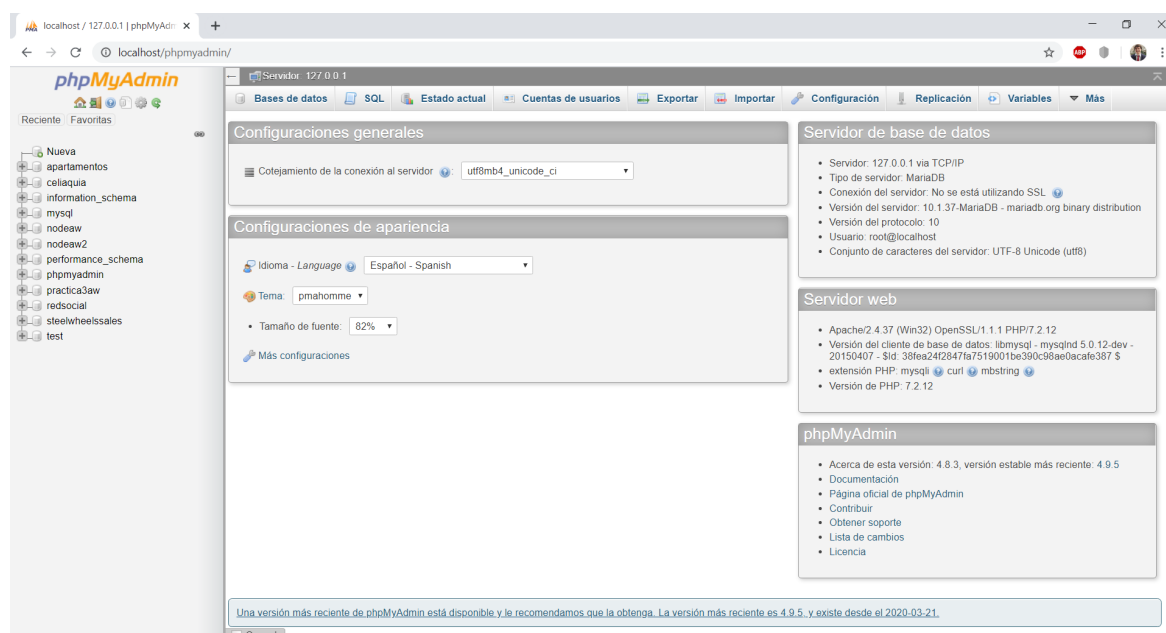 localhost / 127.0.0.1 | phpMyAdn
localhost/phpmyadmin/
ABP
phpMyAdmin
Reciente Favoritas
Nueva
apartamentos
celiaquia
information_schema
mysql
nodeaw
nodeaw2
performance_schema
phpmyadmin
practica3aw
redsocial
steelwheelssales
test
Servidor: 127.0.0.1
Bases de datos SQL Estado actual Cuentas de usuarios Exportar Importar Configuración Replicación Variables Más
Configuraciones generales
Cotejamiento de la conexión al servidor : utf8mb4_unicode_ci
Configuraciones de apariencia
Idioma - Language Español - Spanish
Tema: pmahomme
• Tamaño de fuente: 82%
Más configuraciones
Servidor de base de datos
• Servidor: 127.0.0.1 via TCP/IP
• Tipo de servidor: MariaDB
• Conexión del servidor: No se está utilizando SSL
• Versión del servidor: 10.1.37-MariaDB - mariadb.org binary distribution
• Versión del protocolo: 10
• Usuario: root@localhost
• Conjunto de caracteres del servidor: UTF-8 Unicode (utf8)
Servidor web
• Apache/2.4.37 (Win32) OpenSSL/1.1.1 PHP/7.2.12
• Versión del cliente de base de datos: libmysql - mysqlnd 5.0.12-dev -
20150407 - $Id: 38fea24f2847fa7519001be390c98ae0acafe387 $
• extensión PHP: mysqli curl mbstring
• Versión de PHP: 7.2.12
phpMyAdmin
• Acerca de esta versión: 4.8.3, versión estable más reciente: 4.9.5
• Documentación
• Página oficial de phpMyAdmin
• Contribuir
• Obtener soporte
• Lista de cambios
• Licencia
Una versión más reciente de phpMyAdmin está disponible y le recomendamos que la obtenga. La versión más reciente es 4.9.5, y existe desde el 2020-03-21.